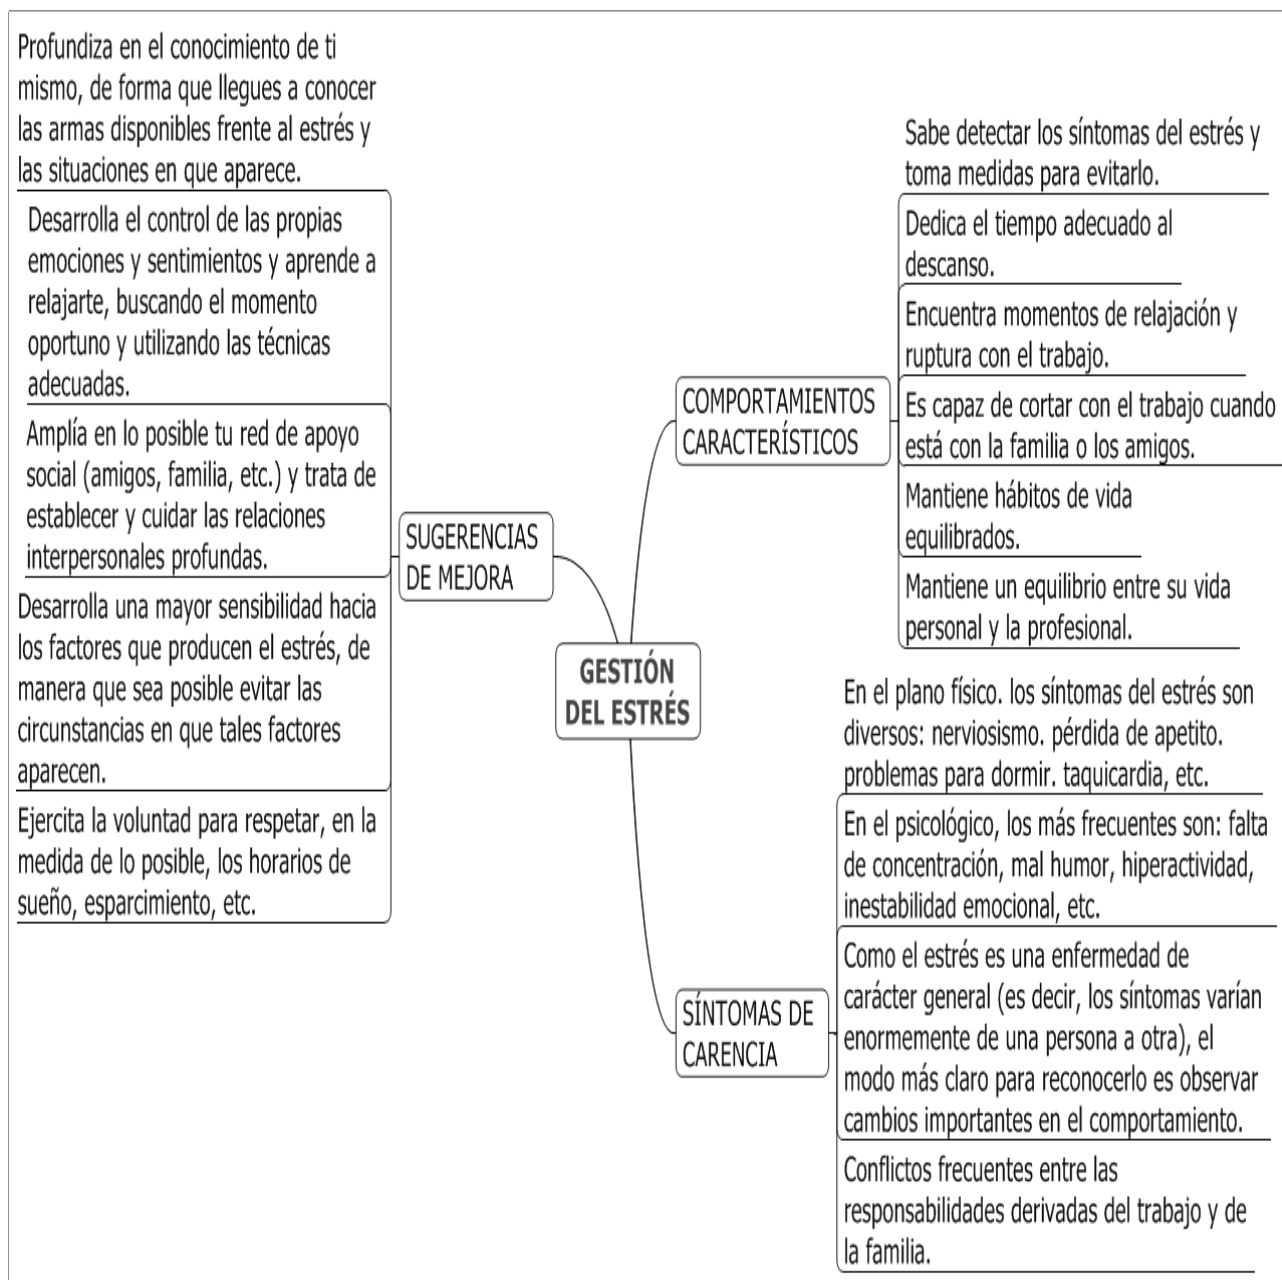 Profundiza en el conocimiento de ti
mismo, de forma que llegues a conocer
las armas disponibles frente al estrés y
las situaciones en que aparece.
Desarrolla el control de las propias
emociones y sentimientos y aprende a
relajarte, buscando el momento
oportuno y utilizando las técnicas
adecuadas.
Amplía en lo posible tu red de apoyo
social (amigos, familia, etc.) y trata de
establecer y cuidar las relaciones
interpersonales profundas.
Desarrolla una mayor sensibilidad hacia
los factores que producen el estrés, de
manera que sea posible evitar las
circunstancias en que tales factores
aparecen.
Ejercita la voluntad para respetar, en la
medida de lo posible, los horarios de
sueño, esparcimiento, etc.
SUGERENCIAS
DE MEJORA
GESTIÓN
DEL ESTRÉS
COMPORTAMIENTOS
CARACTERÍSTICOS
Sabe detectar los síntomas del estrés y
toma medidas para evitarlo.
Dedica el tiempo adecuado al
descanso.
Encuentra momentos de relajación y
ruptura con el trabajo.
Es capaz de cortar con el trabajo cuando
está con la familia o los amigos.
Mantiene hábitos de vida
equilibrados.
Mantiene un equilibrio entre su vida
personal y la profesional.
SÍNTOMAS DE
CARENCIA
En el plano físico. los síntomas del estrés son
diversos: nerviosismo. pérdida de apetito.
problemas para dormir. taquicardia, etc.
En el psicológico, los más frecuentes son: falta
de concentración, mal humor, hiperactividad,
inestabilidad emocional, etc.
Como el estrés es una enfermedad de
carácter general (es decir, los síntomas varían
enormemente de una persona a otra), el
modo más claro para reconocerlo es observar
cambios importantes en el comportamiento.
Conflictos frecuentes entre las
responsabilidades derivadas del trabajo y de
la familia.